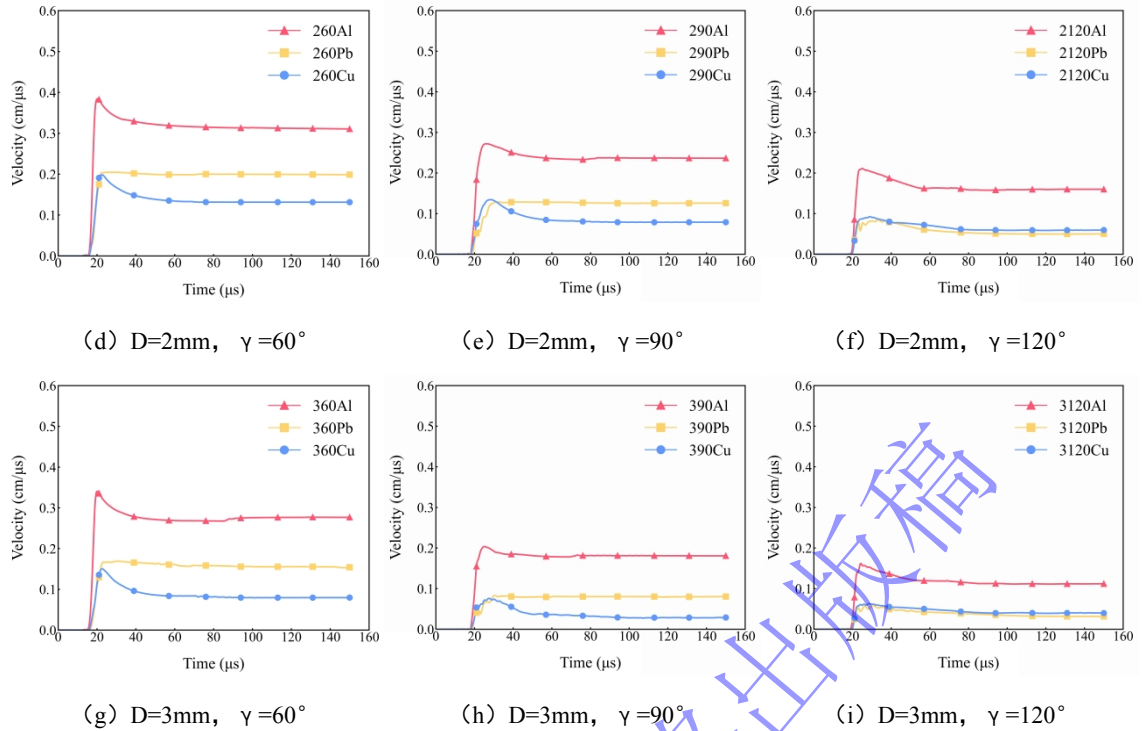 0.6
0.5
0.4
0.3
0.2
0.1
0.0
Velocity (cm/μs)
260Al
260Pb
260Cu
0 20 40 60 80 100 120 140 160
Time (μs)
(d) D=2mm, γ=60°
0.6
0.5
0.4
0.3
0.2
0.1
0.0
Velocity (cm/μs)
290Al
290Pb
290Cu
0 20 40 60 80 100 120 140 160
Time (μs)
(e) D=2mm, γ=90°
0.6
0.5
0.4
0.3
0.2
0.1
0.0
Velocity (cm/μs)
2120Al
2120Pb
2120Cu
0 20 40 60 80 100 120 140 160
Time (μs)
(f) D=2mm, γ=120°
0.6
0.5
0.4
0.3
0.2
0.1
0.0
Velocity (cm/μs)
360Al
360Pb
360Cu
0 20 40 60 80 100 120 140 160
Time (μs)
(g) D=3mm, γ=60°
0.6
0.5
0.4
0.3
0.2
0.1
0.0
Velocity (cm/μs)
390Al
390Pb
390Cu
0 20 40 60 80 100 120 140 160
Time (μs)
(h) D=3mm, γ=90°
0.6
0.5
0.4
0.3
0.2
0.1
0.0
Velocity (cm/μs)
3120Al
3120Pb
3120Cu
0 20 40 60 80 100 120 140 160
Time (μs)
(i) D=3mm, γ=120°
出版稿